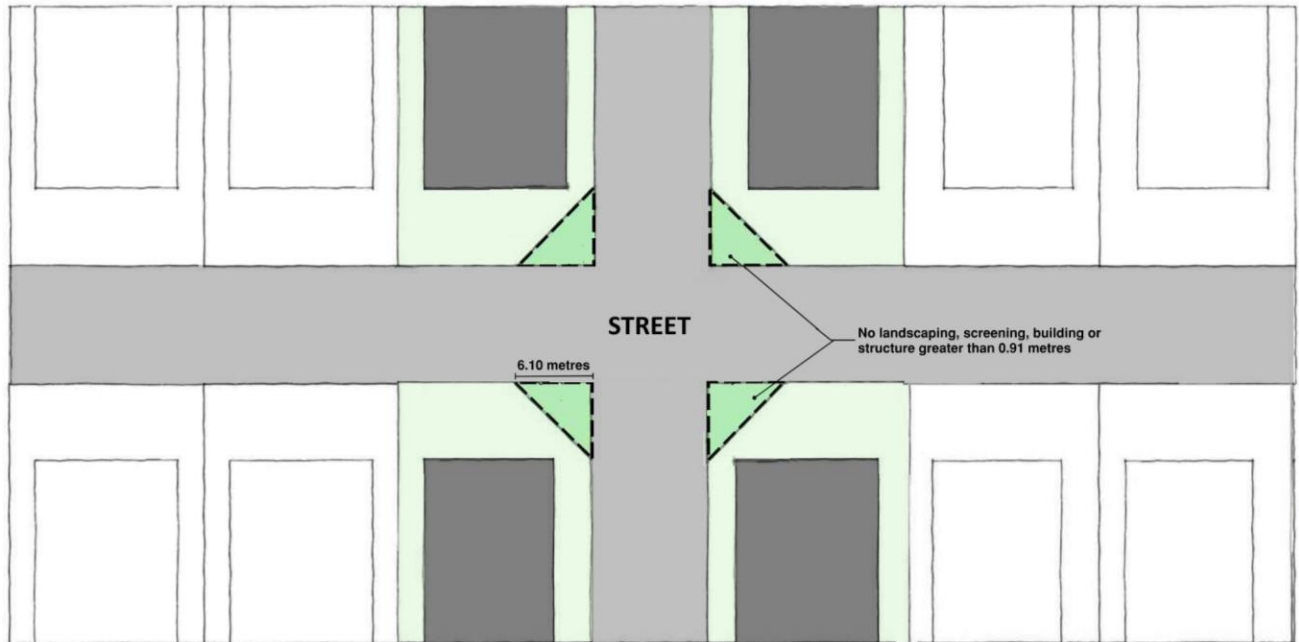 STREET
No landscaping, screening, building or
structure greater than 0.91 metres
6.10 metres